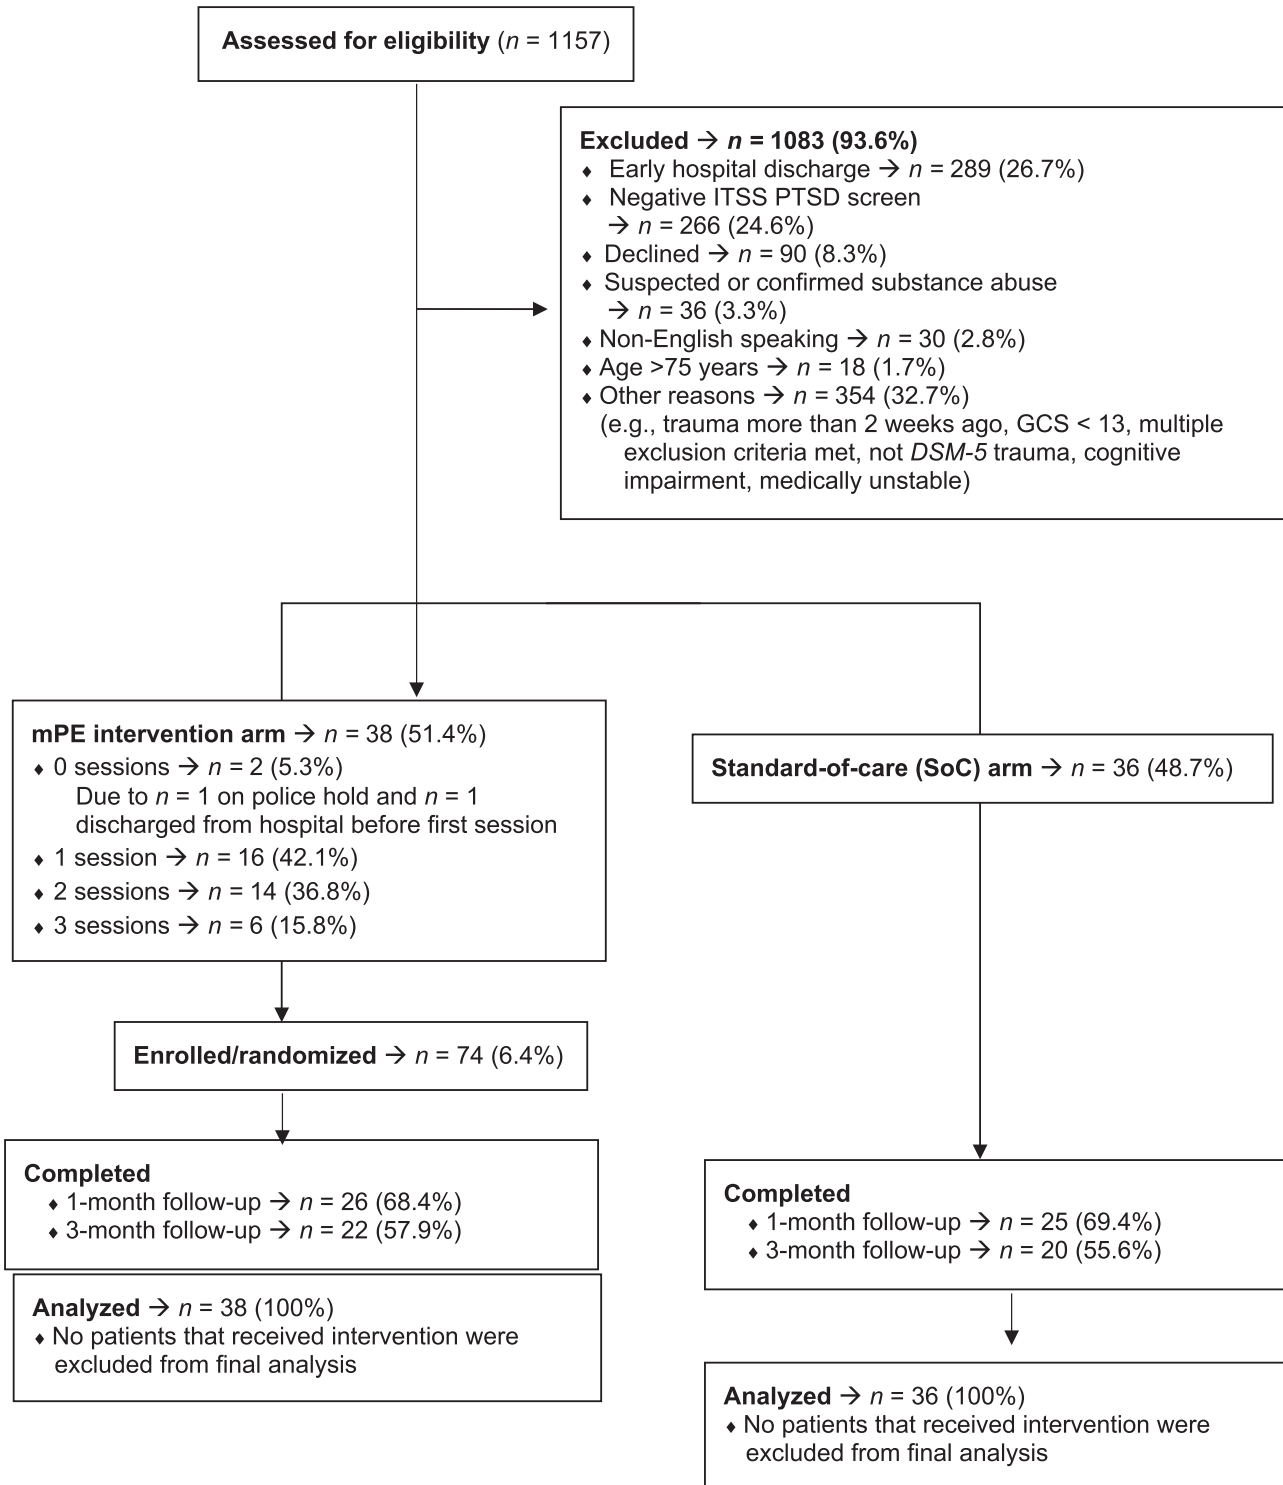 Assessed for eligibility (n = 1157)
Excluded → n = 1083 (93.6%)
♦ Early hospital discharge → n = 289 (26.7%)
♦ Negative ITSS PTSD screen
→ n = 266 (24.6%)
♦ Declined → n = 90 (8.3%)
♦ Suspected or confirmed substance abuse
→ n = 36 (3.3%)
♦ Non-English speaking → n = 30 (2.8%)
♦ Age >75 years → n = 18 (1.7%)
♦ Other reasons → n = 354 (32.7%)
(e.g., trauma more than 2 weeks ago, GCS < 13, multiple
exclusion criteria met, not DSM-5 trauma, cognitive
impairment, medically unstable)
mPE intervention arm → n = 38 (51.4%)
♦ 0 sessions → n = 2 (5.3%)
Due to n = 1 on police hold and n = 1
discharged from hospital before first session
♦ 1 session → n = 16 (42.1%)
♦ 2 sessions → n = 14 (36.8%)
♦ 3 sessions → n = 6 (15.8%)
Standard-of-care (SoC) arm → n = 36 (48.7%)
Enrolled/randomized → n = 74 (6.4%)
Completed
♦ 1-month follow-up → n = 26 (68.4%)
♦ 3-month follow-up → n = 22 (57.9%)
Completed
♦ 1-month follow-up → n = 25 (69.4%)
♦ 3-month follow-up → n = 20 (55.6%)
Analyzed → n = 38 (100%)
♦ No patients that received intervention were
excluded from final analysis
Analyzed → n = 36 (100%)
♦ No patients that received intervention were
excluded from final analysis